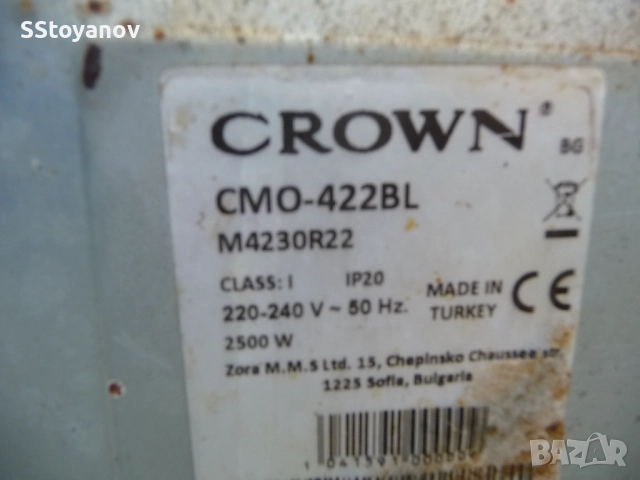 SStoyanov
CROWN®
BG
CMO-422BL
M4230R22
CLASS: I IP20
220-240 V ~ 50 Hz.
MADE IN
TURKEY
CE
2500 W
Zora M.M.S Ltd. 15, Chepinsko Chaussee str.
1225 Sofia, Bulgaria
bazar